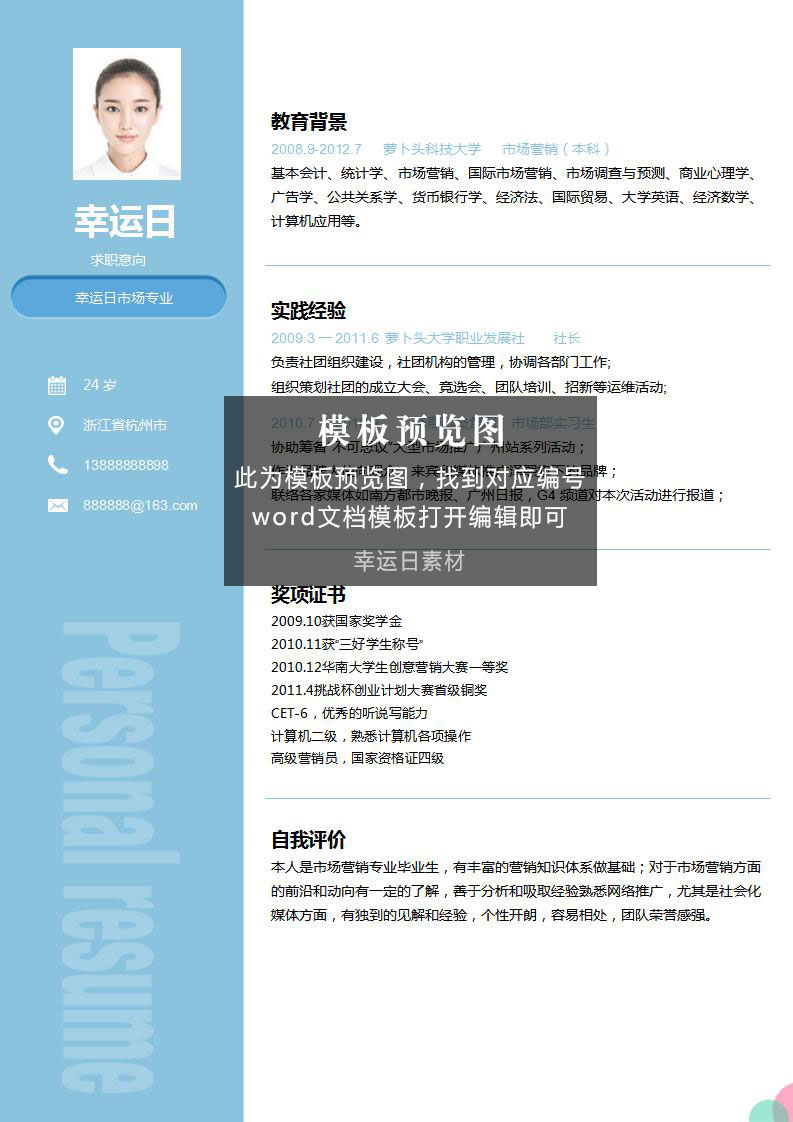 幸运日
求职意向
幸运日市场专业
24 岁
浙江省杭州市
13888888898
888888@163.com
Personal resume
教育背景
2008.9-2012.7 萝卜头科技大学 市场营销（本科）
基本会计、统计学、市场营销、国际市场营销、市场调查与预测、商业心理学、
广告学、公共关系学、货币银行学、经济法、国际贸易、大学英语、经济数学、
计算机应用等。
实践经验
2009.3 — 2011.6 萝卜头大学职业发展社 社长
负责社团组织建设，社团机构的管理，协调各部门工作;
组织策划社团的成立大会、竞选会、团队培训、招新等运维活动;
2010.7 市场部实习生
协助筹备“不可思议”大型市场推广广州站系列活动；
品牌；
联络各家媒体如南方都市晚报、广州日报，G4 频道对本次活动进行报道；
模板预览图
此为模板预览图，找到对应编号
word文档模板打开编辑即可
幸运日素材
奖项证书
2009.10获国家奖学金
2010.11获“三好学生称号”
2010.12华南大学生创意营销大赛一等奖
2011.4挑战杯创业计划大赛省级铜奖
CET-6，优秀的听说写能力
计算机二级，熟悉计算机各项操作
高级营销员，国家资格证四级
自我评价
本人是市场营销专业毕业生，有丰富的营销知识体系做基础；对于市场营销方面
的前沿和动向有一定的了解，善于分析和吸取经验熟悉网络推广，尤其是社会化
媒体方面，有独到的见解和经验，个性开朗，容易相处，团队荣誉感强。